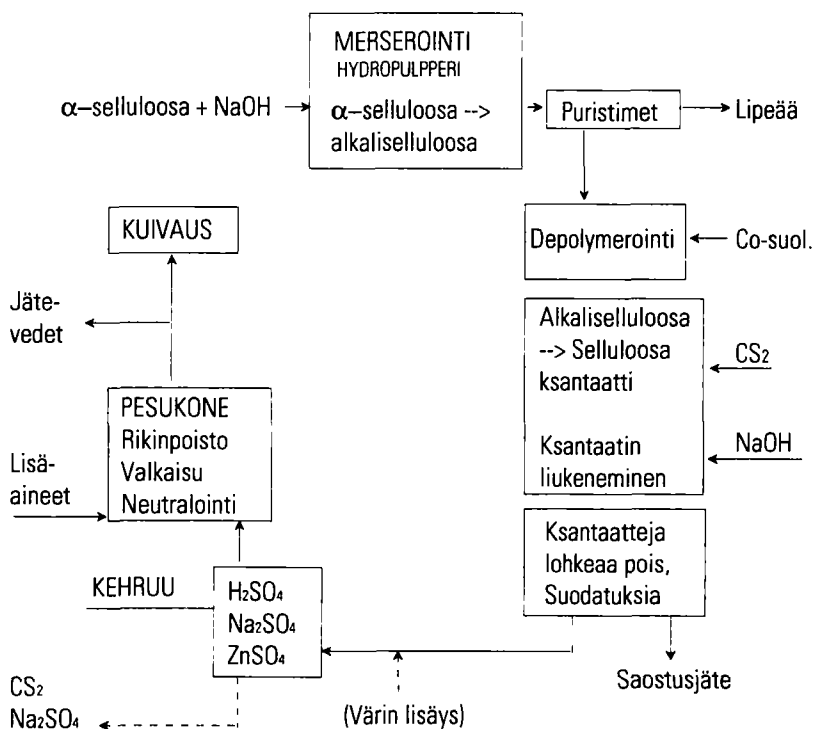 MERSEROINTI
HYDROPULPPERI
α–selluloosa + NaOH
α–selluloosa -->
alkaliselluloosa
Puristimet
Lipeää
KUIVAUS
Depolymerointi
Co-suol.
Jäte-
vedet
Alkaliselluloosa
--> Selluloosa
ksantaatti
CS₂
Ksantaatin
liukeneminen
NaOH
PESUKONE
Rikinpoisto
Valkaisu
Neutralointi
Lisä-
aineet
Ksantaatteja
lohkeaa pois,
Suodatuksia
KEHRUU
H₂SO₄
Na₂SO₄
ZnSO₄
Saostusjäte
(Värin lisäys)
CS₂
Na₂SO₄